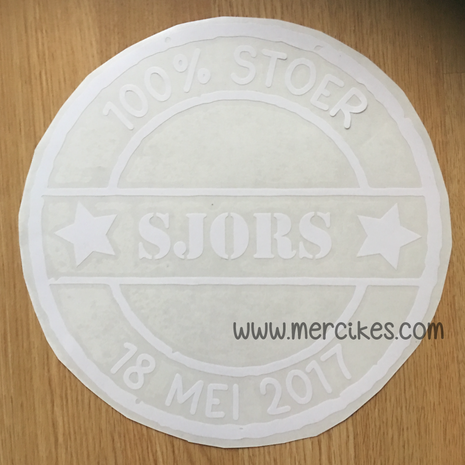 100% STOER
SJORS
www.mercikes.com
18 MEI 2017